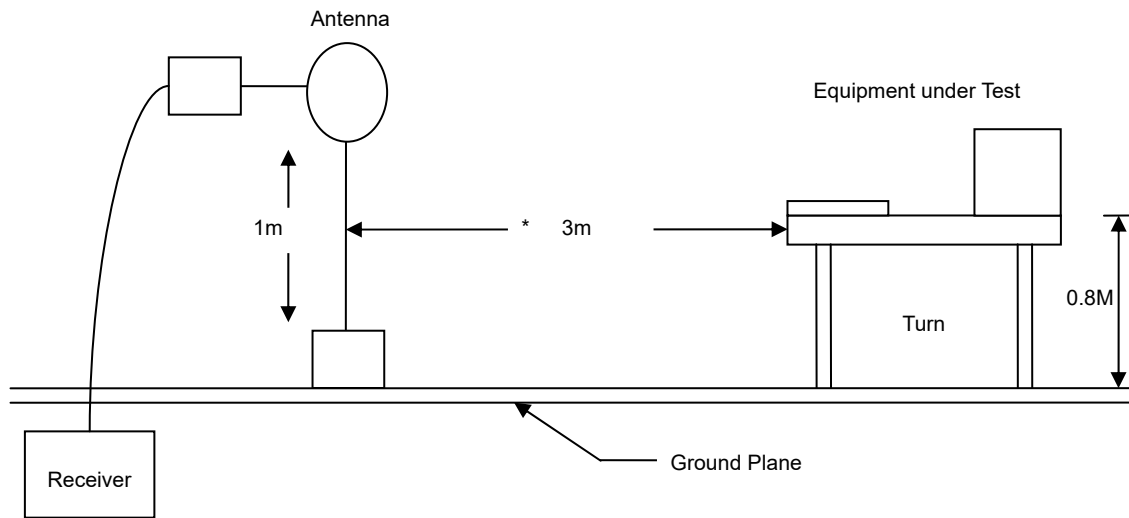 Antenna
Equipment under Test
1m
* 3m
0.8M
Turn
Ground Plane
Receiver